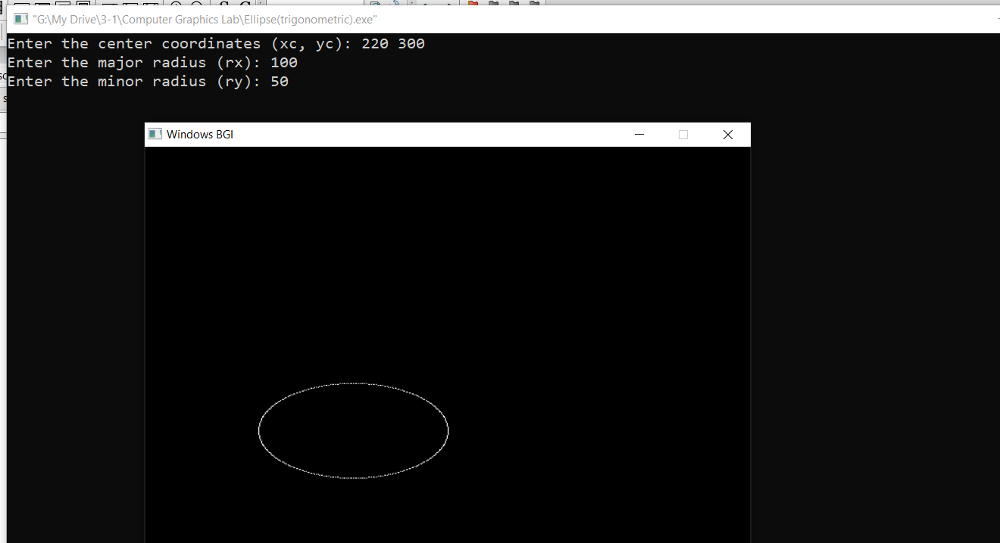 "G:\My Drive\3-1\Computer Graphics Lab\Ellipse(trigonometric).exe"
Enter the center coordinates (xc, yc): 220 300
Enter the major radius (rx): 100
Enter the minor radius (ry): 50
Windows BGI